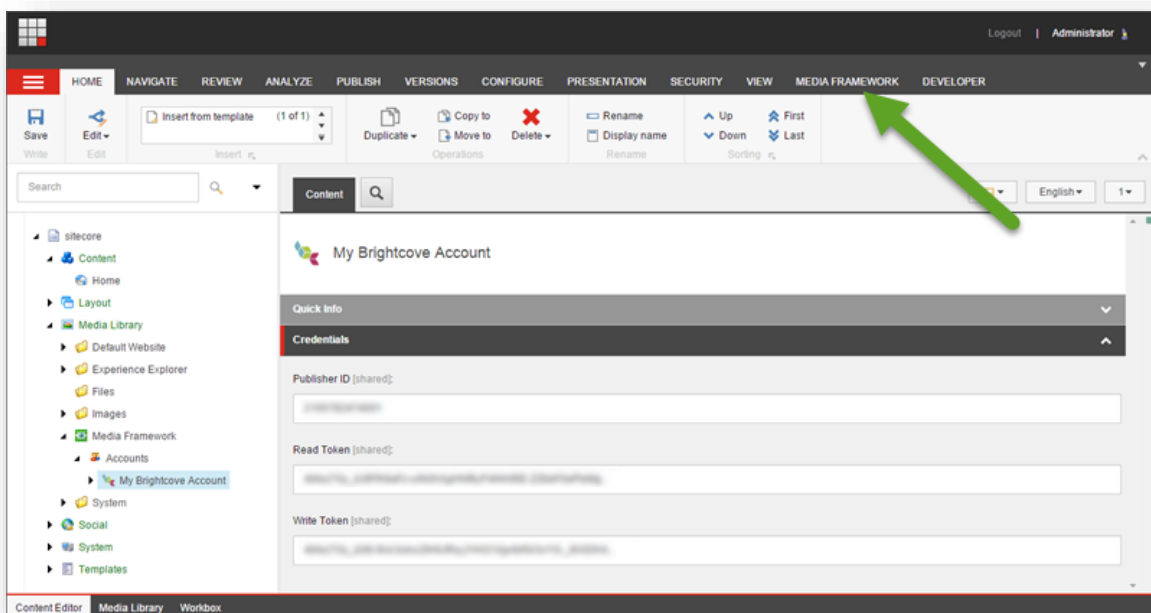 Logout | Administrator
HOME NAVIGATE REVIEW ANALYZE PUBLISH VERSIONS CONFIGURE PRESENTATION SECURITY VIEW MEDIA FRAMEWORK DEVELOPER
Insert from template (1 of 1)
Copy to
Rename
Up
First
Save
Edit
Duplicate
Move to
Delete
Display name
Down
Last
Write
Edit
Insert
Operations
Rename
Sorting
Search
Content
English
1
sitecore
Content
Home
Layout
Media Library
Default Website
Experience Explorer
Files
Images
Media Framework
Accounts
My Brightcove Account
System
Social
System
Templates
My Brightcove Account
Quick Info
Credentials
Publisher ID [shared]:
Read Token [shared]:
Write Token [shared]:
Content Editor Media Library Workbox